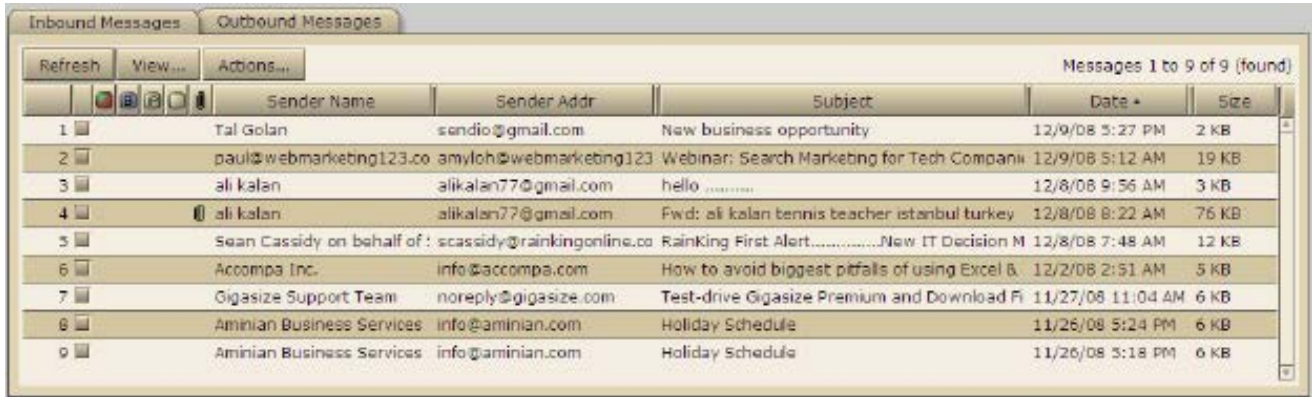 Inbound Messages Outbound Messages
Refresh View... Actions... Messages 1 to 9 of 9 (found)
Sender Name Sender Addr Subject Date Size
1 Tal Golan sendio@gmail.com New business opportunity 12/9/08 5:27 PM 2 KB
2 paul@webmarketing123.co amyloh@webmarketing123 Webinar: Search Marketing for Tech Compani 12/9/08 5:12 AM 19 KB
3 ali kalan alikalan77@gmail.com hello .......... 12/8/08 9:56 AM 3 KB
4 ali kalan alikalan77@gmail.com Fwd: ali kalan tennis teacher istanbul turkey 12/8/08 8:22 AM 76 KB
5 Sean Cassidy on behalf of scassidy@rainkingonline.co RainKing First Alert..............New IT Decision M 12/8/08 7:48 AM 12 KB
6 Accompa Inc. info@accompa.com How to avoid biggest pitfalls of using Excel & 12/2/08 2:51 AM 5 KB
7 Gigasize Support Team noreply@gigasize.com Test-drive Gigasize Premium and Download Fi 11/27/08 11:04 AM 6 KB
8 Aminian Business Services info@aminian.com Holiday Schedule 11/26/08 5:24 PM 6 KB
9 Aminian Business Services info@aminian.com Holiday Schedule 11/26/08 5:18 PM 6 KB